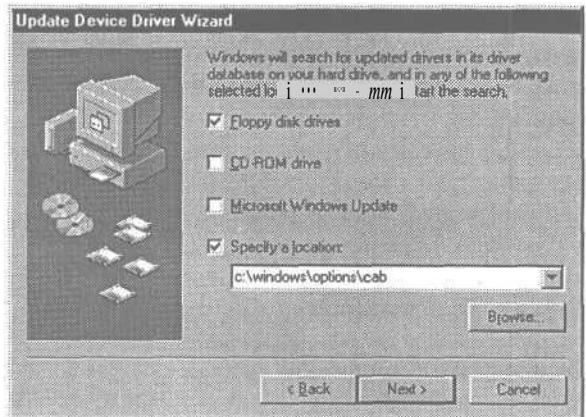 Update Device Driver Wizard
Windows will search for updated drivers in its driver
database on your hard drive, and in any of the following
selected tart the search.
Floppy disk drives
CD-ROM drive
Microsoft Windows Update
Specify a location:
c:\windows\options\cab
Browse...
< Back
Next >
Cancel